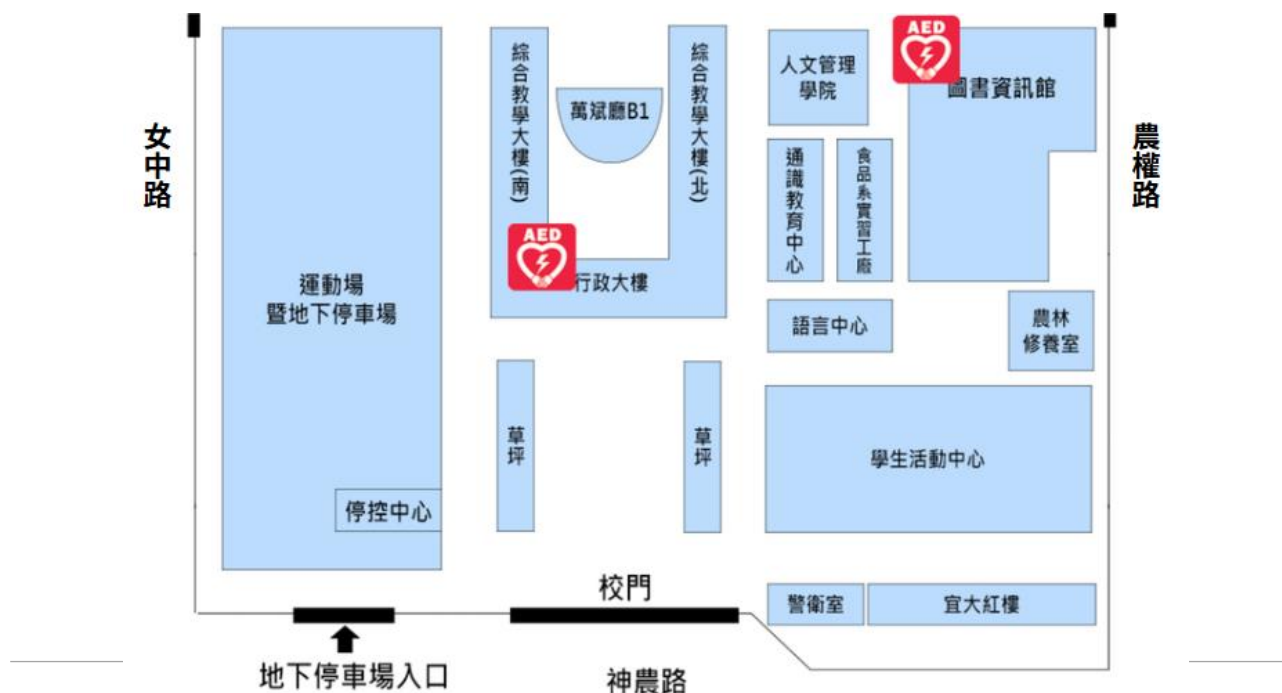 女中路
運動場
暨地下停車場
停控中心
綜合教學大樓(南)
萬斌廳B1
綜合教學大樓(北)
AED
行政大樓
草坪
草坪
人文管理
學院
AED
圖書資訊館
通識教育中心
食品系實習工廠
語言中心
農林
修養室
學生活動中心
農權路
校門
警衛室
宜大紅樓
地下停車場入口
神農路